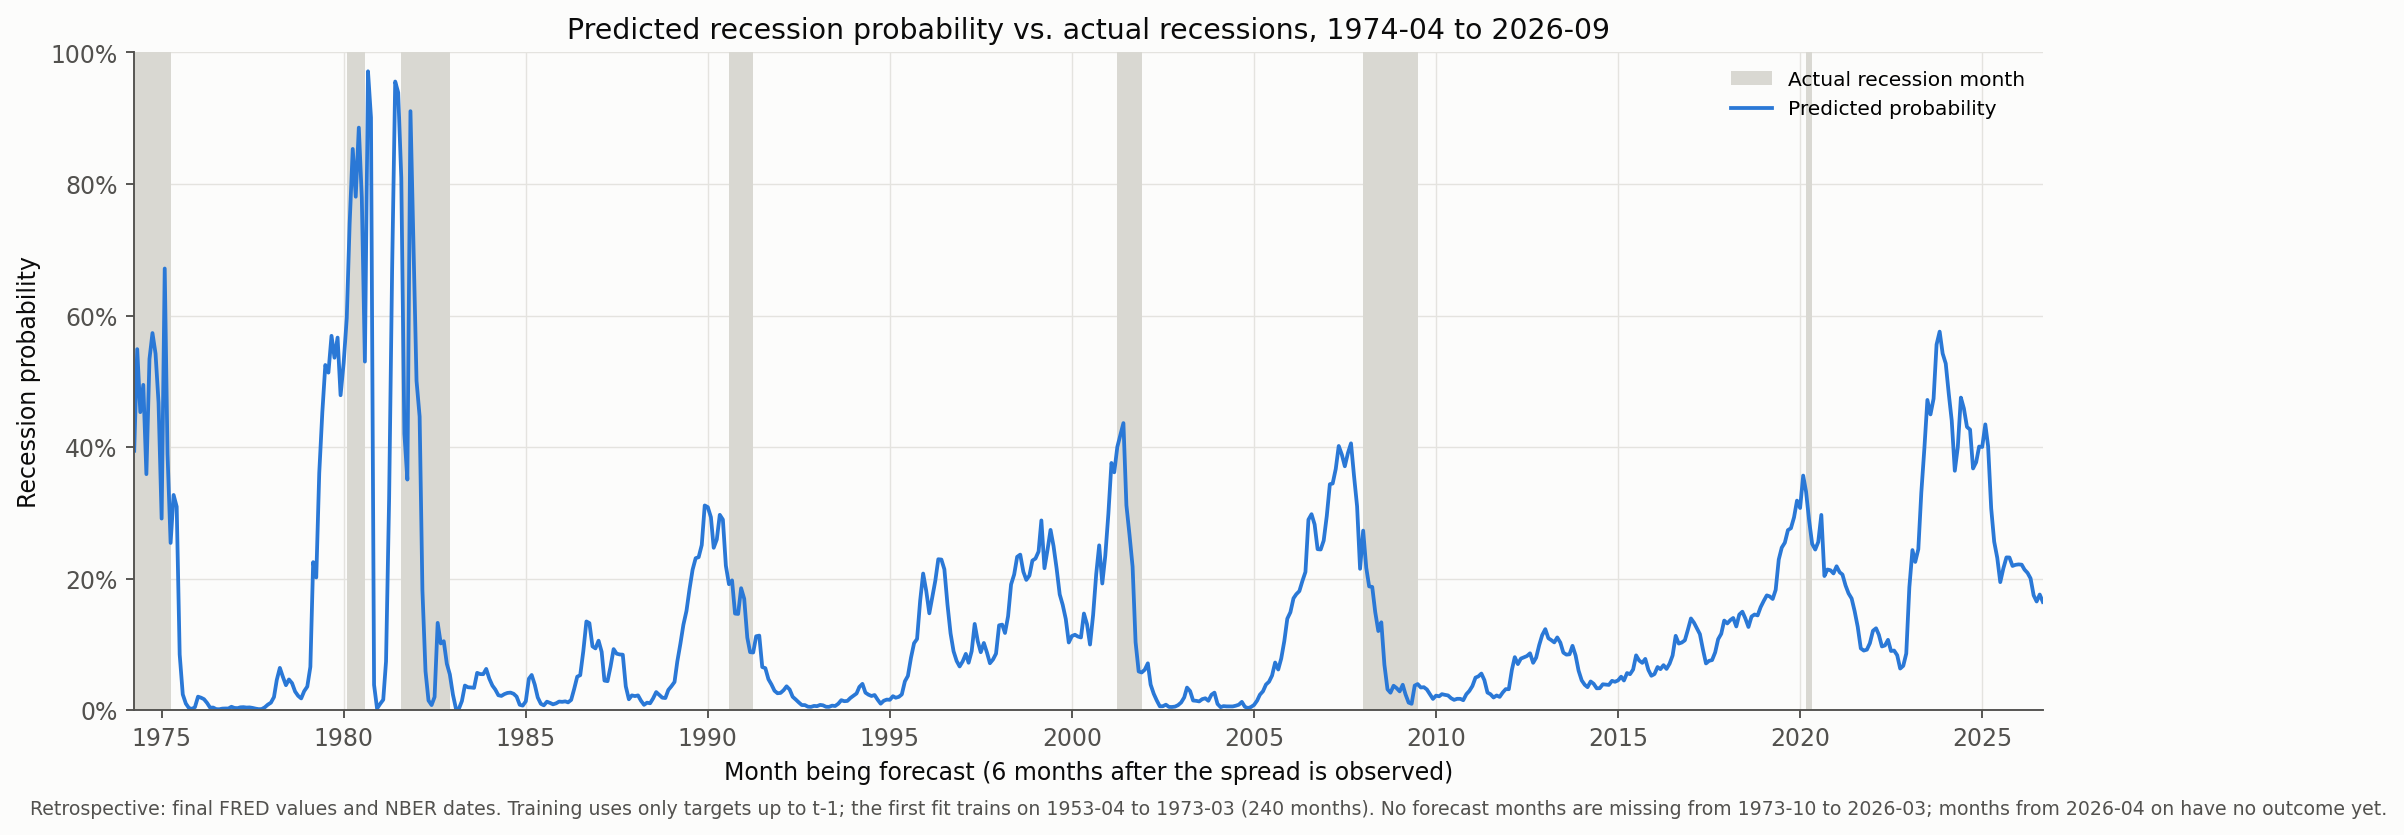 Predicted recession probability vs. actual recessions, 1974-04 to 2026-09
100%
80%
60%
40%
20%
0%
Recession probability
Actual recession month
Predicted probability
1975 1980 1985 1990 1995 2000 2005 2010 2015 2020 2025
Month being forecast (6 months after the spread is observed)
Retrospective: final FRED values and NBER dates. Training uses only targets up to t-1; the first fit trains on 1953-04 to 1973-03 (240 months). No forecast months are missing from 1973-10 to 2026-03; months from 2026-04 on have no outcome yet.